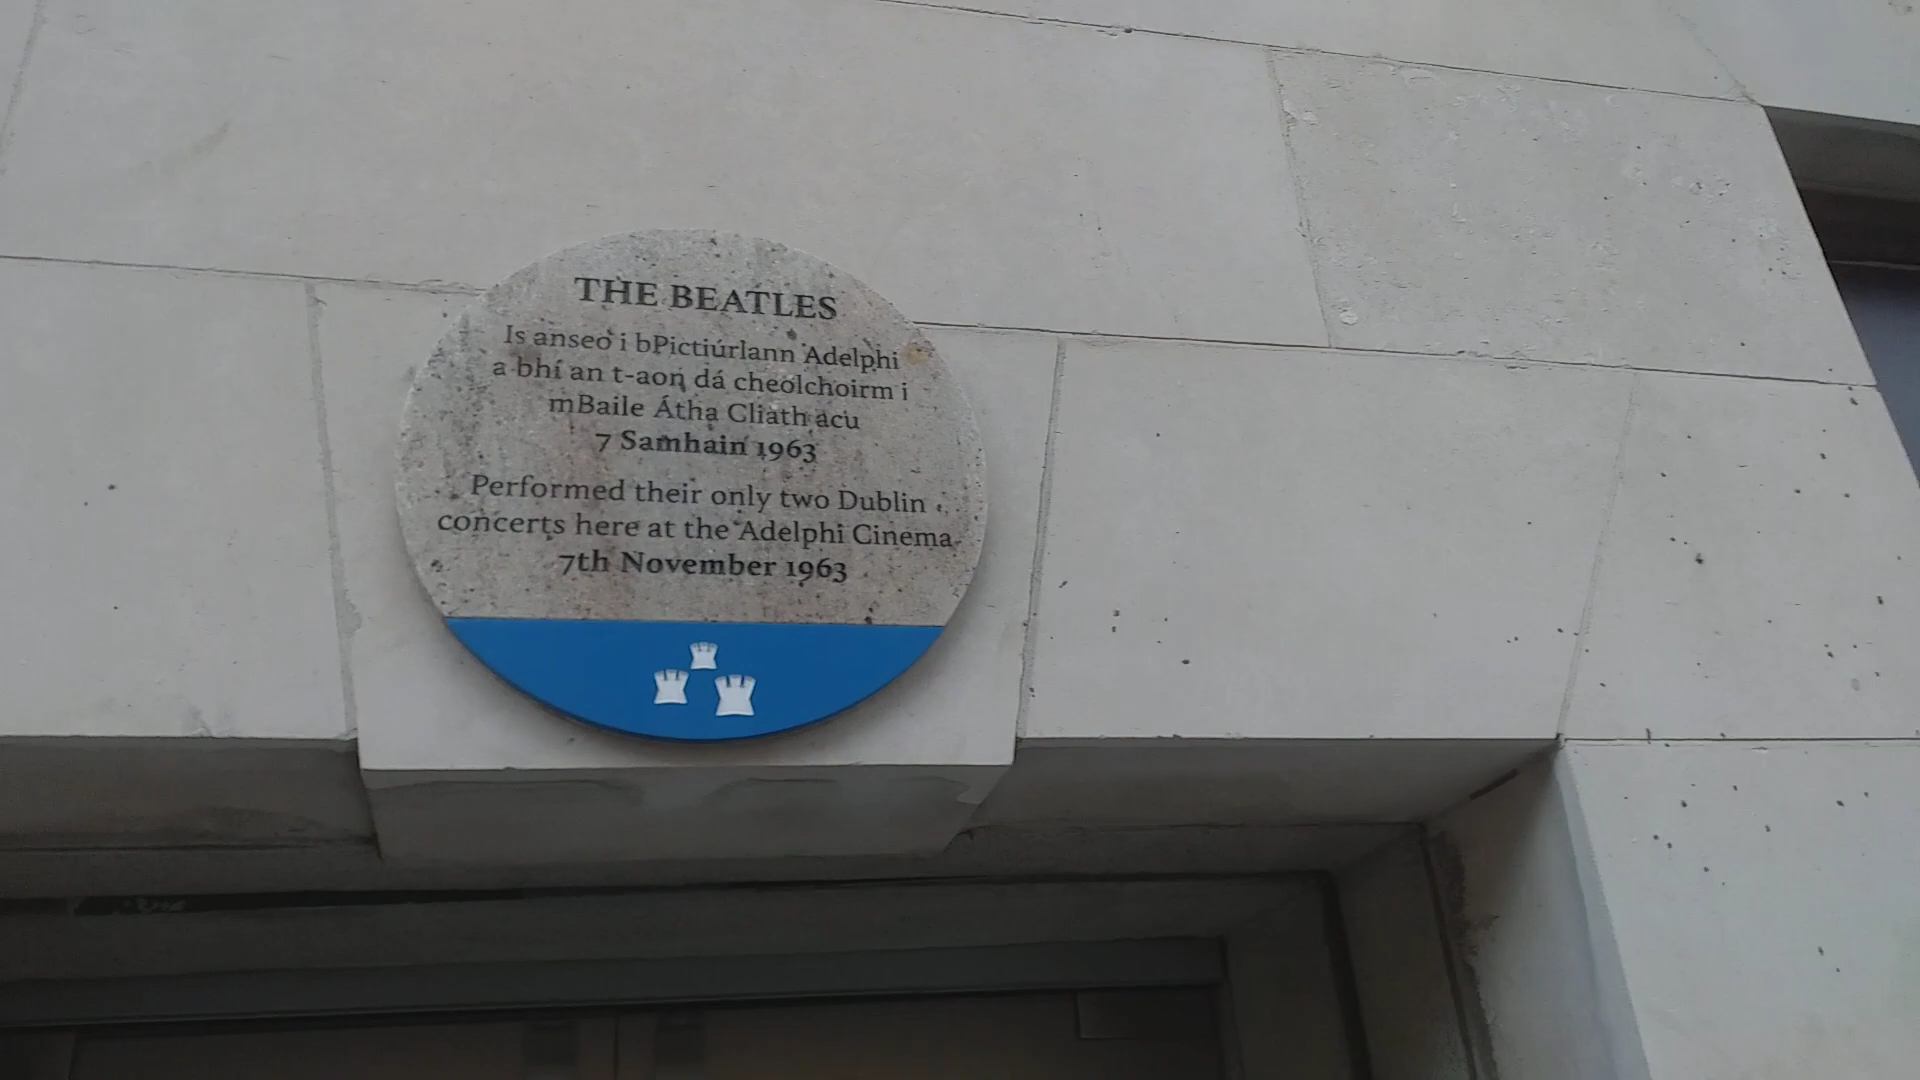 THE BEATLES
Is anseo i bPictiúrlann Adelphi
a bhí an t-aon dá cheolchoirm i
mBaile Átha Cliath acu
7 Samhain 1963
Performed their only two Dublin
concerts here at the Adelphi Cinema
7th November 1963